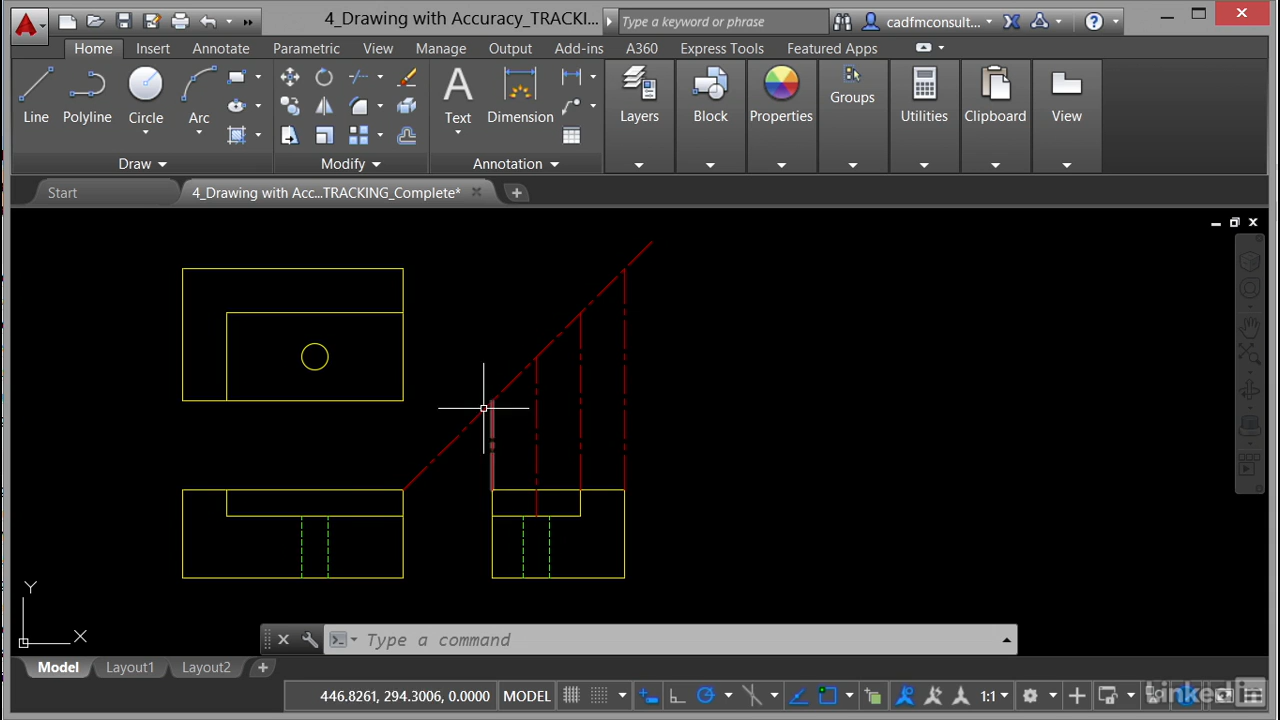 4_Drawing with Accuracy_TRACKI...
Type a keyword or phrase
cadfmconsult...
Home Insert Annotate Parametric View Manage Output Add-ins A360 Express Tools Featured Apps
Line Polyline Circle Arc Text Dimension Layers Block Properties Groups Utilities Clipboard View
Draw Modify Annotation
Start 4_Drawing with Acc...TRACKING_Complete*
Y
X
Type a command
Model Layout1 Layout2
446.8261, 294.3006, 0.0000 MODEL 1:1
Linked in